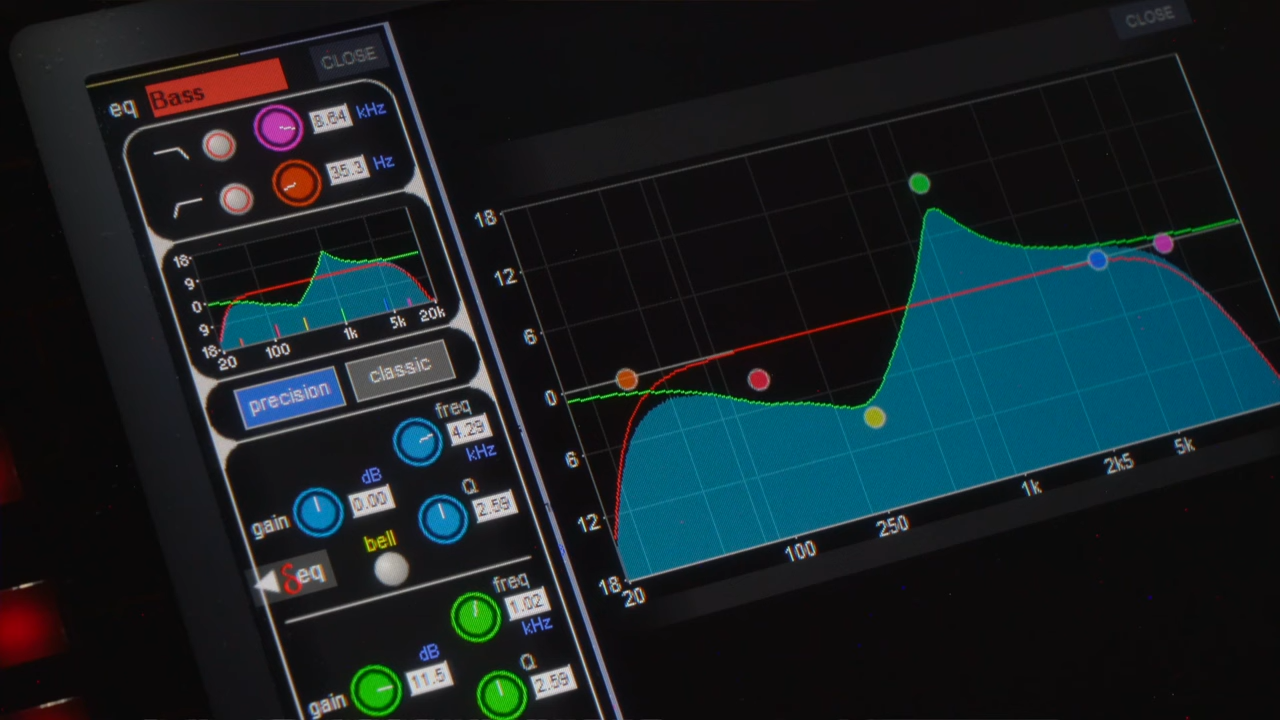 CLOSE
CLOSE
eq Bass
8.64 kHz
35.3 Hz
18
9
0
9
18
20 100 1k 5k 20k
precision classic
freq
4.29
kHz
dB
gain 0.00
Q
2.59
bell
δeq
freq
1.02
kHz
dB
gain 11.5
Q
2.59
18
12
6
0
6
12
18
20 100 250 1k 2k5 5k